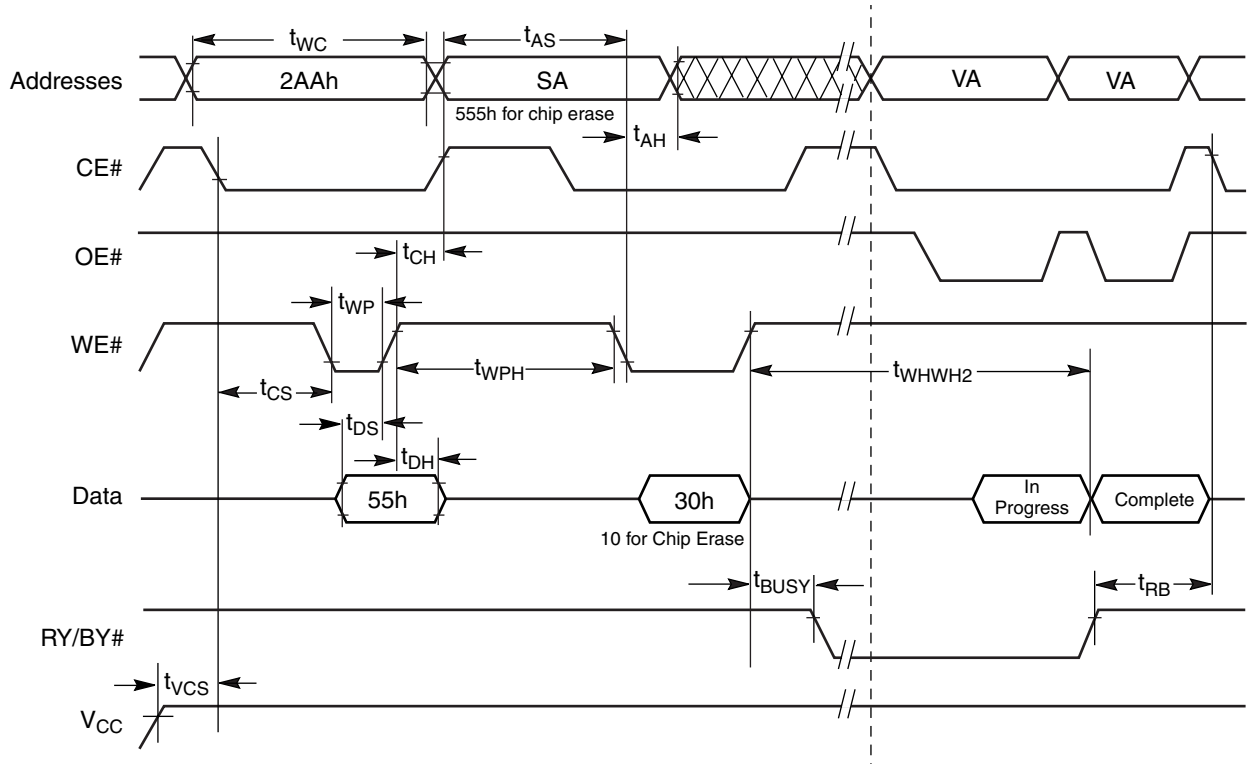 tWC
tAS
Addresses
2AAh
SA
VA
VA
555h for chip erase
tAH
CE#
OE#
tCH
tWP
WE#
tWPH
tWHWH2
tCS
tDS
tDH
Data
55h
30h
In
Progress
Complete
10 for Chip Erase
tBUSY
tRB
RY/BY#
tVCS
VCC